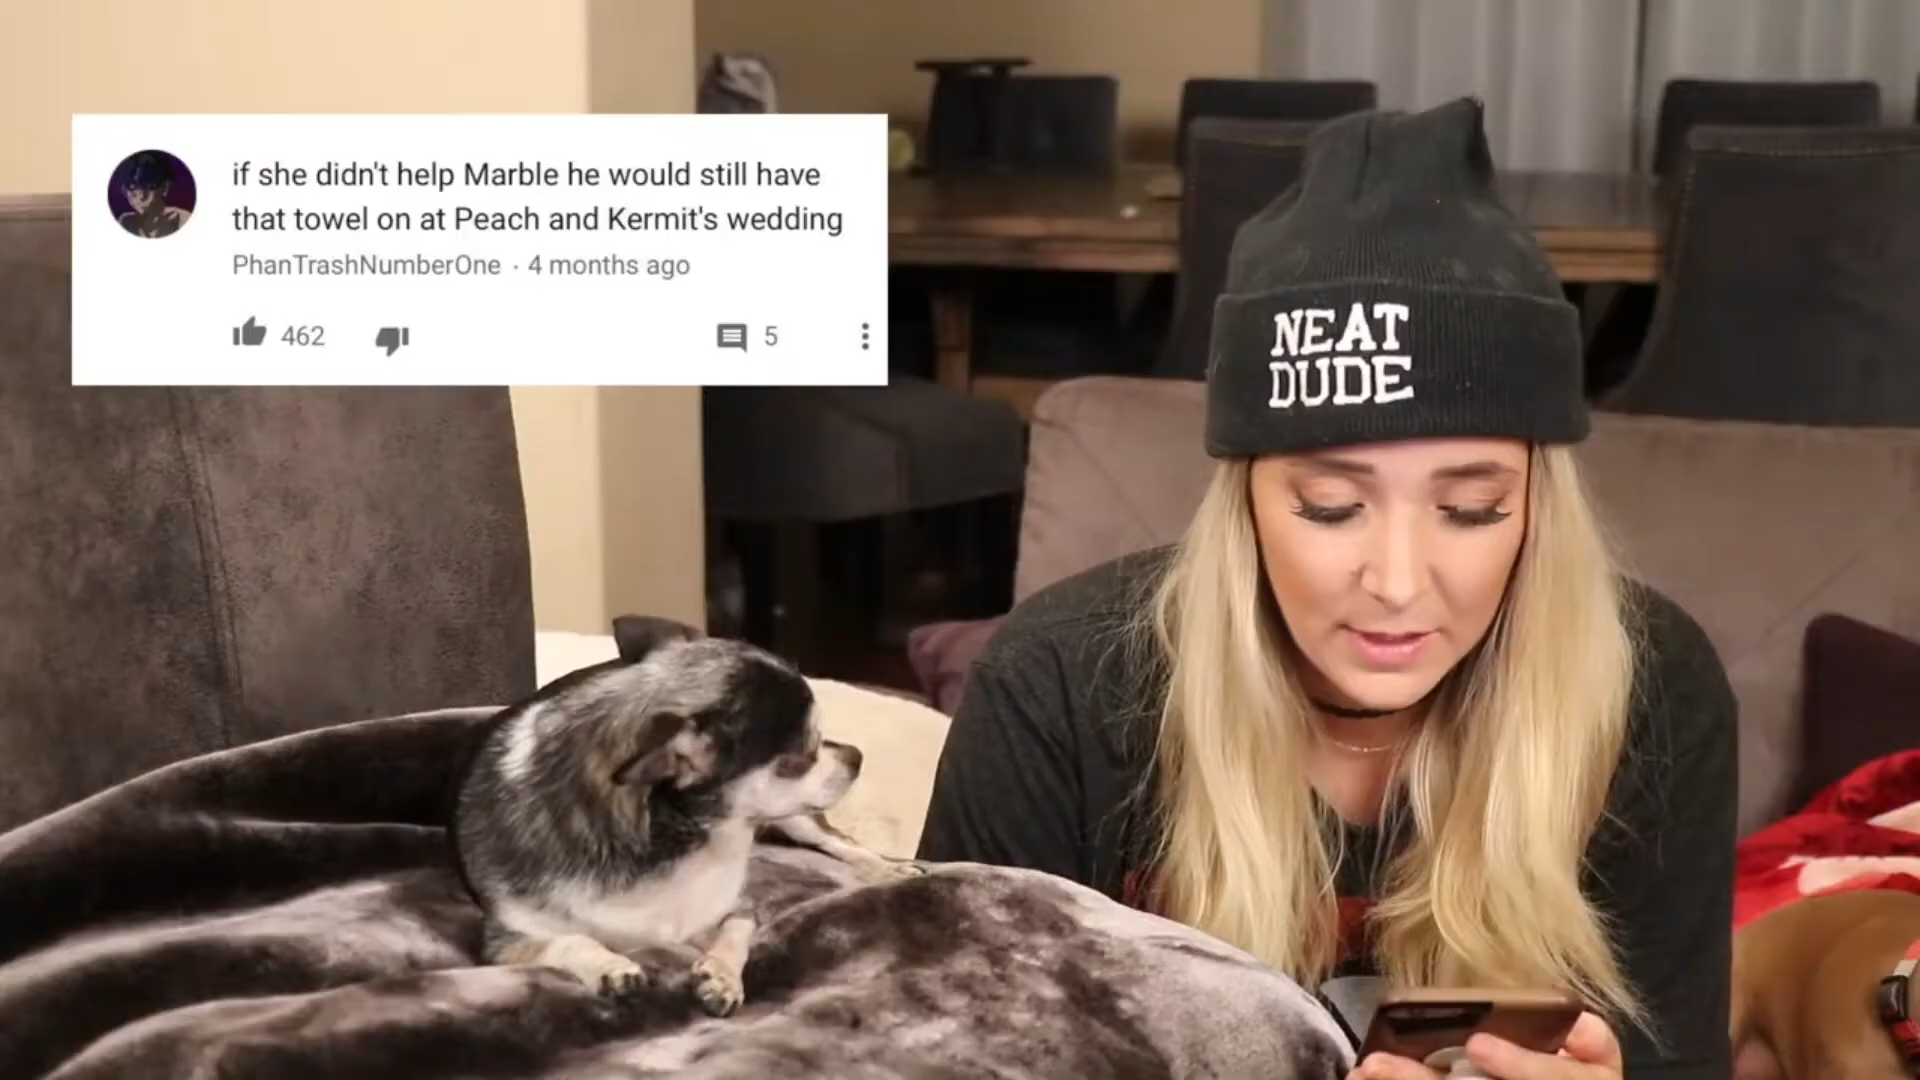 if she didn't help Marble he would still have
that towel on at Peach and Kermit's wedding
PhanTrashNumberOne · 4 months ago
462
5
NEAT
DUDE